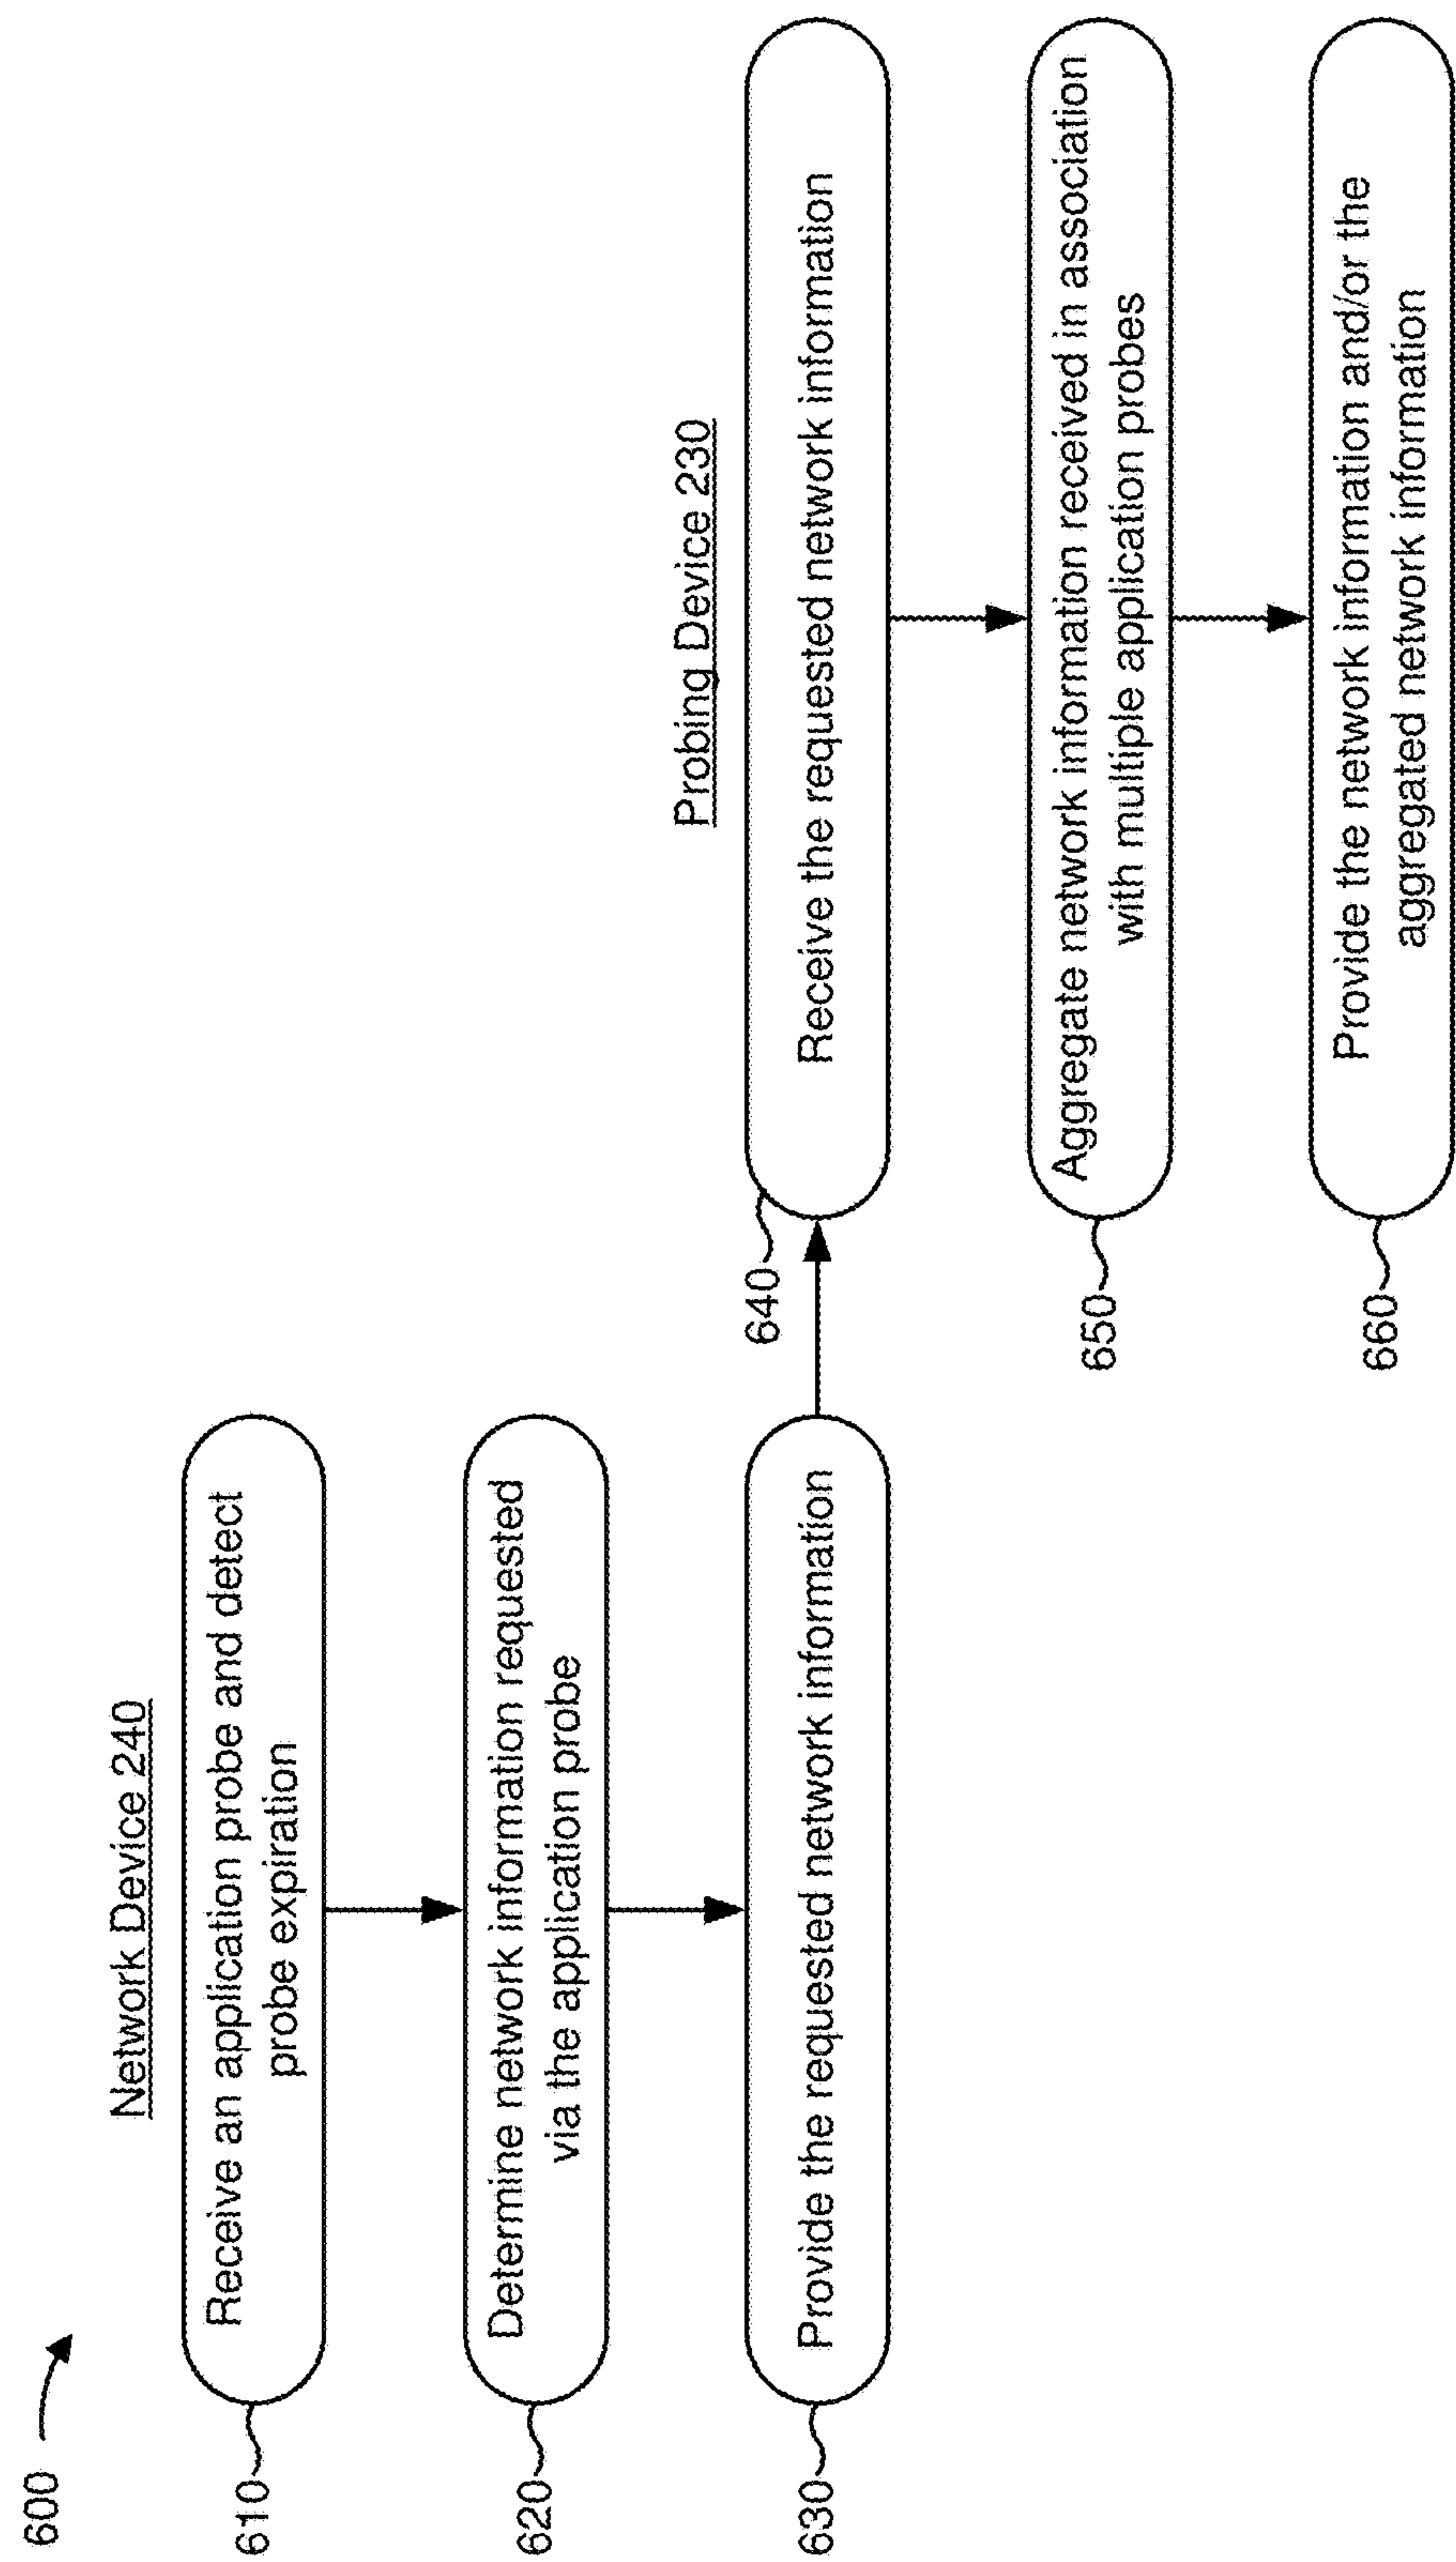 600
Network Device 240
610
Receive an application probe and detect
probe expiration
620
Determine network information requested
via the application probe
630
Provide the requested network information
Probing Device 230
640
Receive the requested network information
650
Aggregate network information received in association
with multiple application probes
660
Provide the network information and/or the
aggregated network information